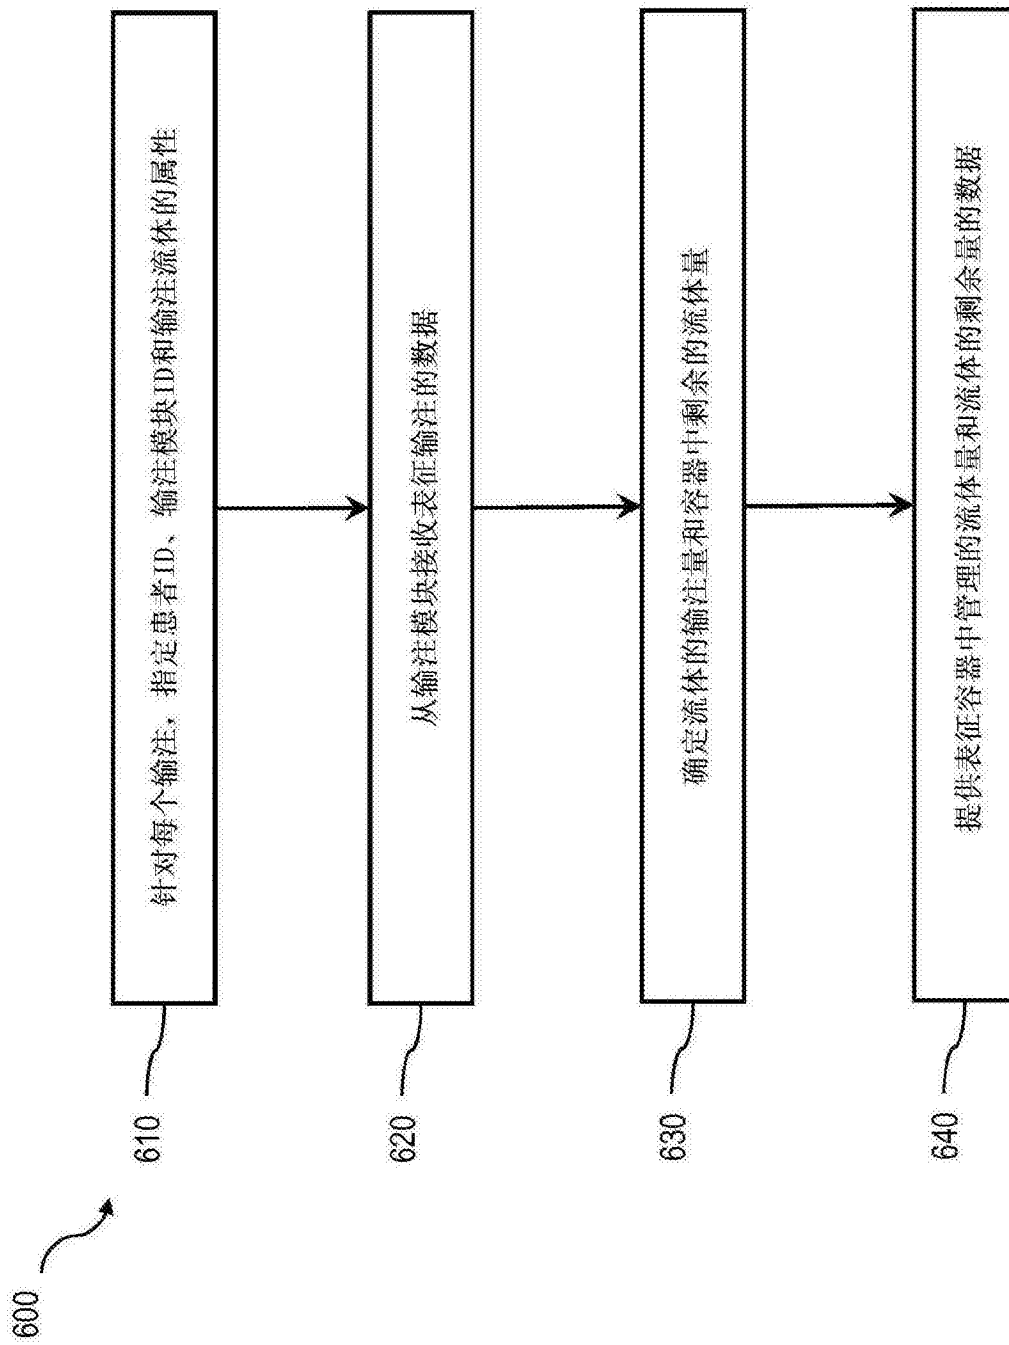 600
610
针对每个输注，指定患者ID、输注模块ID和输注流体的属性
620
从输注模块接收表征输注的数据
630
确定流体的输注量和容器中剩余的流体量
640
提供表征容器中管理的流体量和流体的剩余量的数据